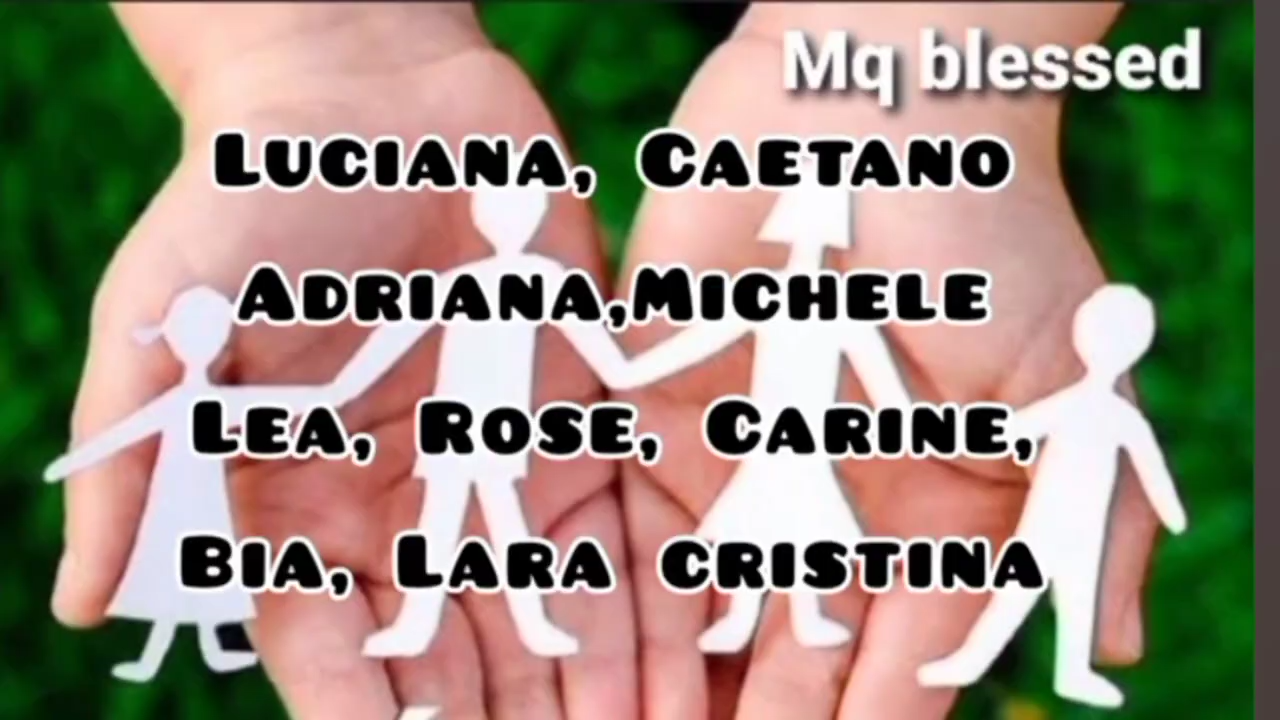 Mq blessed
Luciana, Caetano
Adriana,Michele
Lea, Rose, Carine,
Bia, Lara cristina